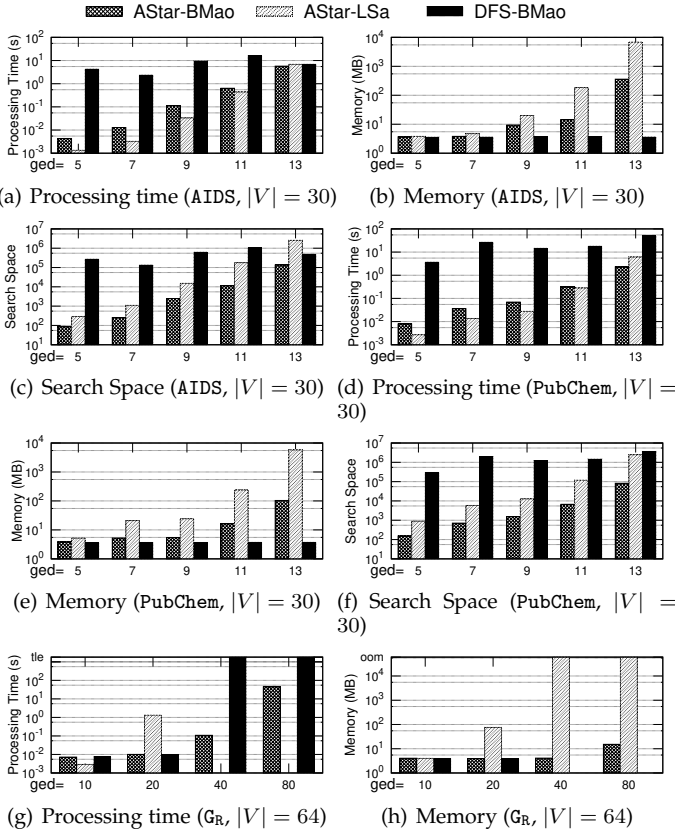 AStar-BMao AStar-LSa DFS-BMao
Processing Time (s)
10^2
10^1
10^0
10^-1
10^-2
10^-3
ged= 5 7 9 11 13
Memory (MB)
10^4
10^3
10^2
10^1
10^0
ged= 5 7 9 11 13
(a) Processing time (AIDS, |V| = 30)
(b) Memory (AIDS, |V| = 30)
Search Space
10^7
10^6
10^5
10^4
10^3
10^2
10^1
ged= 5 7 9 11 13
Processing Time (s)
10^2
10^1
10^0
10^-1
10^-2
10^-3
ged= 5 7 9 11 13
(c) Search Space (AIDS, |V| = 30)
(d) Processing time (PubChem, |V| =
30)
Memory (MB)
10^4
10^3
10^2
10^1
10^0
ged= 5 7 9 11 13
Search Space
10^7
10^6
10^5
10^4
10^3
10^2
10^1
ged= 5 7 9 11 13
(e) Memory (PubChem, |V| = 30)
(f) Search Space (PubChem, |V| =
30)
Processing Time (s)
tle
10^2
10^1
10^0
10^-1
10^-2
10^-3
ged= 10 20 40 80
Memory (MB)
oom
10^4
10^3
10^2
10^1
10^0
ged= 10 20 40 80
(g) Processing time (G_R, |V| = 64)
(h) Memory (G_R, |V| = 64)